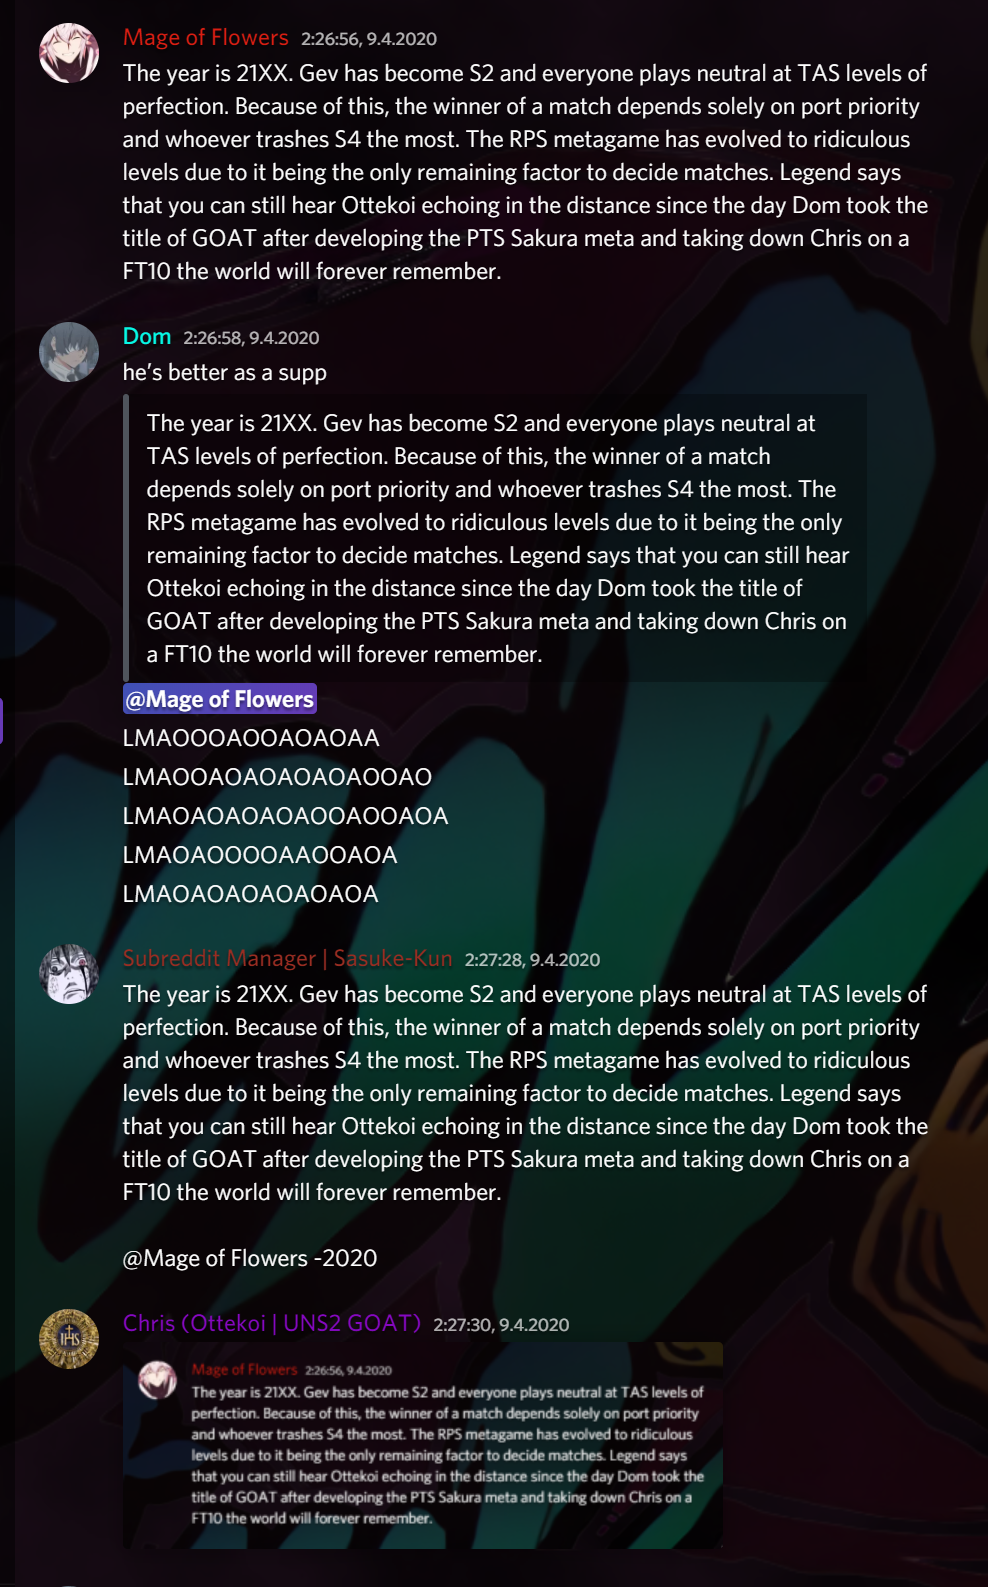 Mage of Flowers 2:26:56, 9.4.2020
The year is 21XX. Gev has become S2 and everyone plays neutral at TAS levels of
perfection. Because of this, the winner of a match depends solely on port priority
and whoever trashes S4 the most. The RPS metagame has evolved to ridiculous
levels due to it being the only remaining factor to decide matches. Legend says
that you can still hear Ottekoi echoing in the distance since the day Dom took the
title of GOAT after developing the PTS Sakura meta and taking down Chris on a
FT10 the world will forever remember.
Dom 2:26:58, 9.4.2020
he's better as a supp
The year is 21XX. Gev has become S2 and everyone plays neutral at
TAS levels of perfection. Because of this, the winner of a match
depends solely on port priority and whoever trashes S4 the most. The
RPS metagame has evolved to ridiculous levels due to it being the only
remaining factor to decide matches. Legend says that you can still hear
Ottekoi echoing in the distance since the day Dom took the title of
GOAT after developing the PTS Sakura meta and taking down Chris on
a FT10 the world will forever remember.
@Mage of Flowers
LMAOOOAOOAOAOAA
LMAOOAOAOAOAOAOOAO
LMAOAOAOAOAOOAOOAOA
LMAOAOOOOAAOOAOA
LMAOAOAOAOAOAOA
Subreddit Manager | Sasuke-Kun 2:27:28, 9.4.2020
The year is 21XX. Gev has become S2 and everyone plays neutral at TAS levels of
perfection. Because of this, the winner of a match depends solely on port priority
and whoever trashes S4 the most. The RPS metagame has evolved to ridiculous
levels due to it being the only remaining factor to decide matches. Legend says
that you can still hear Ottekoi echoing in the distance since the day Dom took the
title of GOAT after developing the PTS Sakura meta and taking down Chris on a
FT10 the world will forever remember.
@Mage of Flowers -2020
IHS
Chris (Ottekoi | UNS2 GOAT) 2:27:30, 9.4.2020
Mage of Flowers 2:26:56, 9.4.2020
The year is 21XX. Gev has become S2 and everyone plays neutral at TAS levels of
perfection. Because of this, the winner of a match depends solely on port priority
and whoever trashes S4 the most. The RPS metagame has evolved to ridiculous
levels due to it being the only remaining factor to decide matches. Legend says
that you can still hear Ottekoi echoing in the distance since the day Dom took the
title of GOAT after developing the PTS Sakura meta and taking down Chris on a
FT10 the world will forever remember.